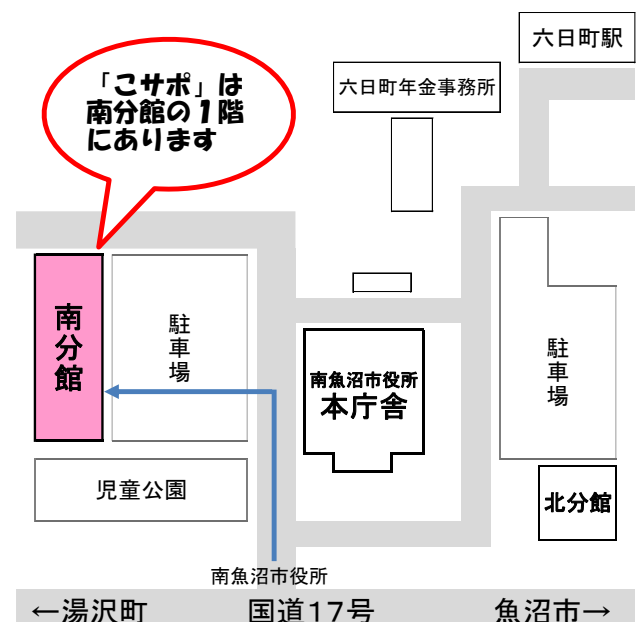 六日町駅
「こサポ」は
南分館の１階
にあります
六日町年金事務所
南分館
駐車場
南魚沼市役所
本庁舎
駐車場
児童公園
北分館
南魚沼市役所
←湯沢町
国道17号
魚沼市→